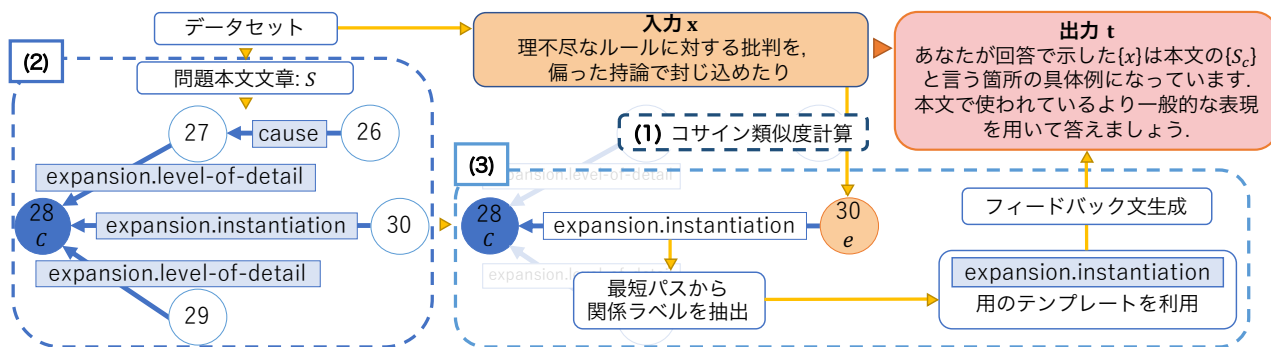 データセット
(2)
問題本文文章: S
27
cause
26
expansion.level-of-detail
28
C
expansion.instantiation
30
expansion.level-of-detail
29
入力 x
理不尽なルールに対する批判を,
偏った持論で封じ込めたり
出力 t
あなたが回答で示した{x}は本文の{S_c}
と言う箇所の具体例になっています.
本文で使われているより一般的な表現
を用いて答えましょう.
(1) コサイン類似度計算
(3)
expansion.level-of-detail
28
C
expansion.instantiation
30
e
expansion.level-of-detail
最短パスから
関係ラベルを抽出
フィードバック文生成
expansion.instantiation
用のテンプレートを利用